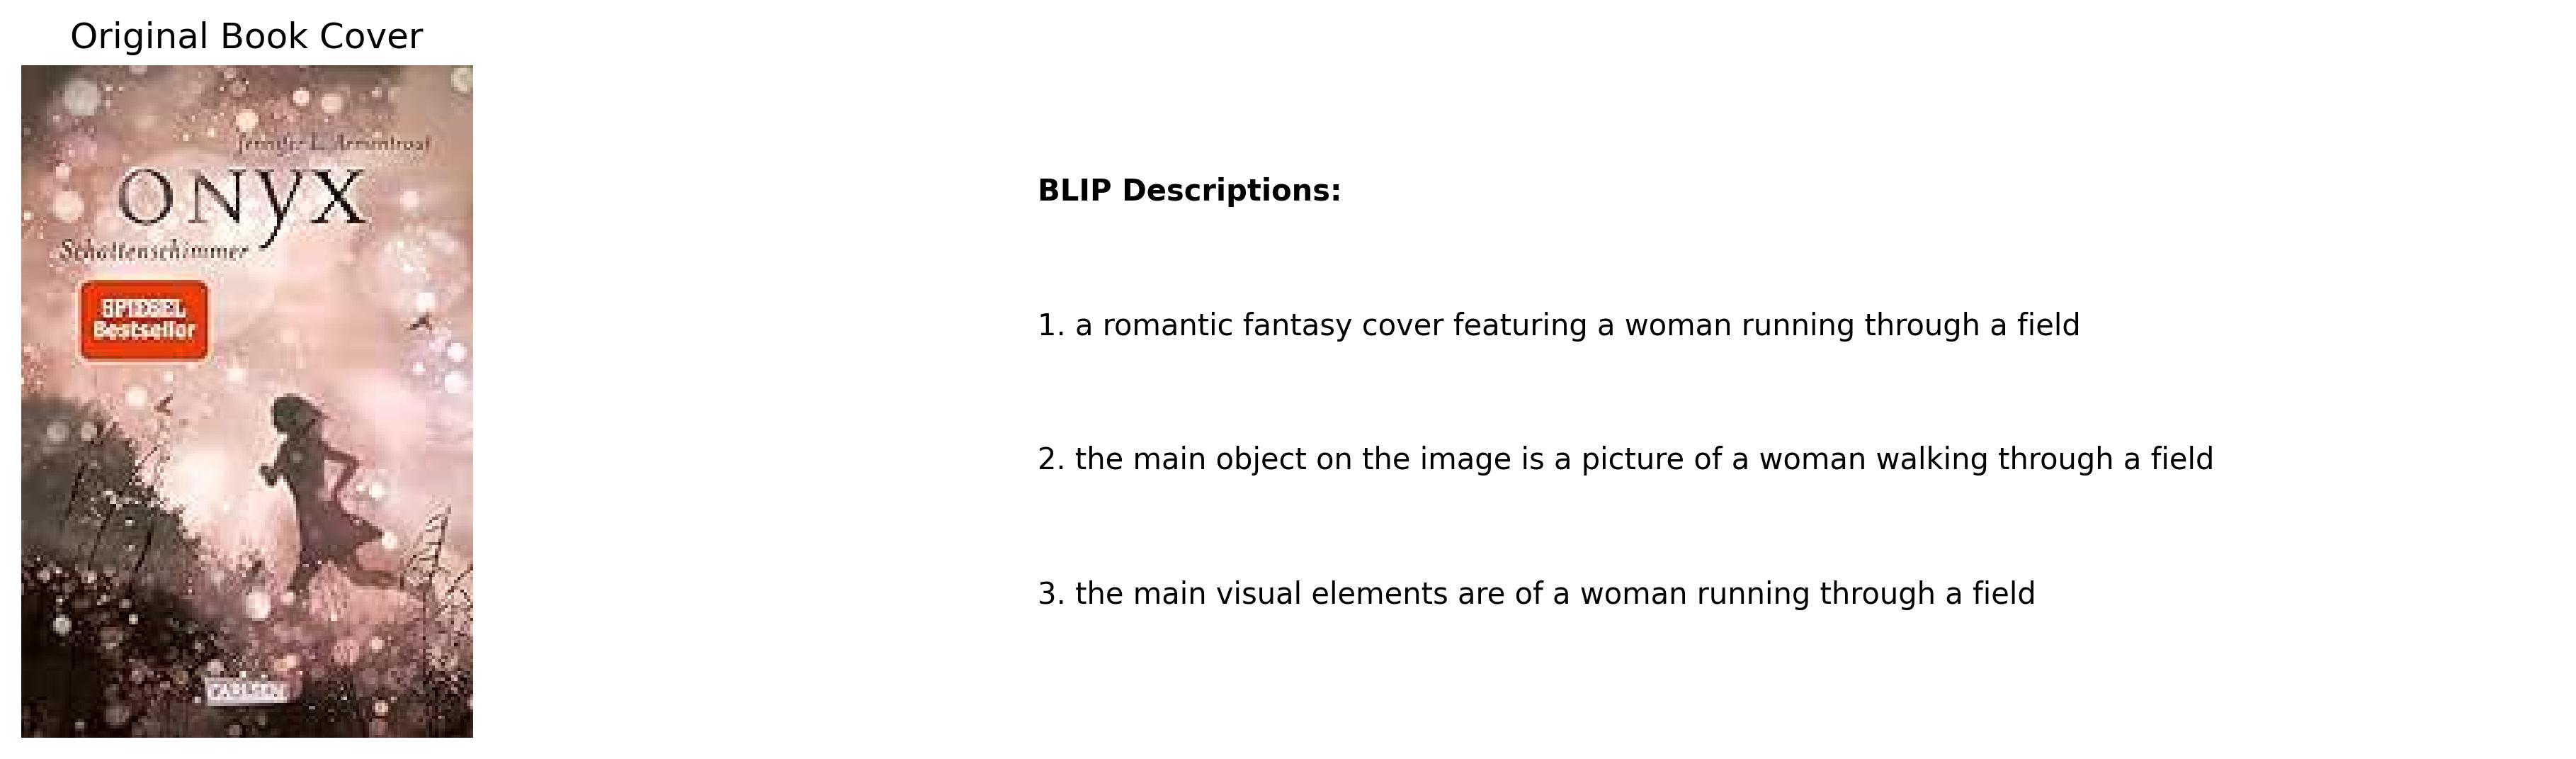 Original Book Cover
Jennifer L. Armentrout
ONyX
Schattenschimmer
SPIEGEL
Bestseller
CARLSEN
BLIP Descriptions:
1. a romantic fantasy cover featuring a woman running through a field
2. the main object on the image is a picture of a woman walking through a field
3. the main visual elements are of a woman running through a field